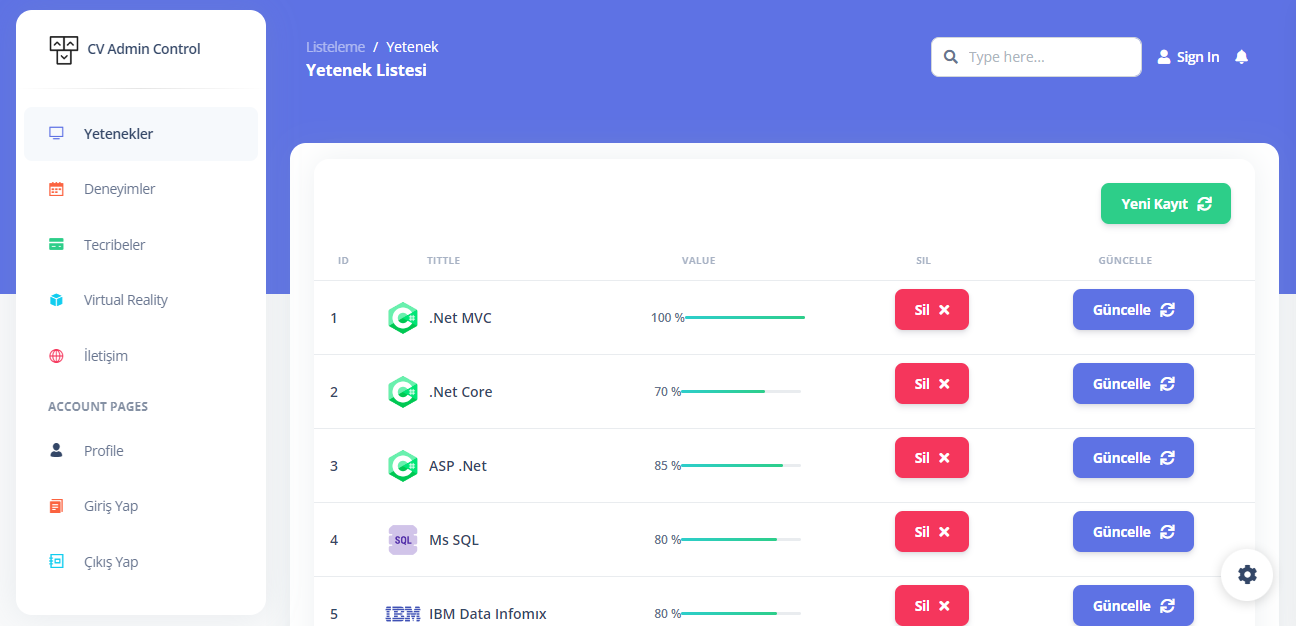 CV Admin Control
Yetenekler
Deneyimler
Tecribeler
Virtual Reality
İletişim
ACCOUNT PAGES
Profile
Giriş Yap
Çıkış Yap
Listeleme / Yetenek
Yetenek Listesi
Type here...
Sign In
Yeni Kayıt
ID TITTLE VALUE SIL GÜNCELLE
1 .Net MVC 100 % Sil Güncelle
2 .Net Core 70 % Sil Güncelle
3 ASP .Net 85 % Sil Güncelle
4 SQL Ms SQL 80 % Sil Güncelle
5 IBM IBM Data Infomıx 80 % Sil Güncelle